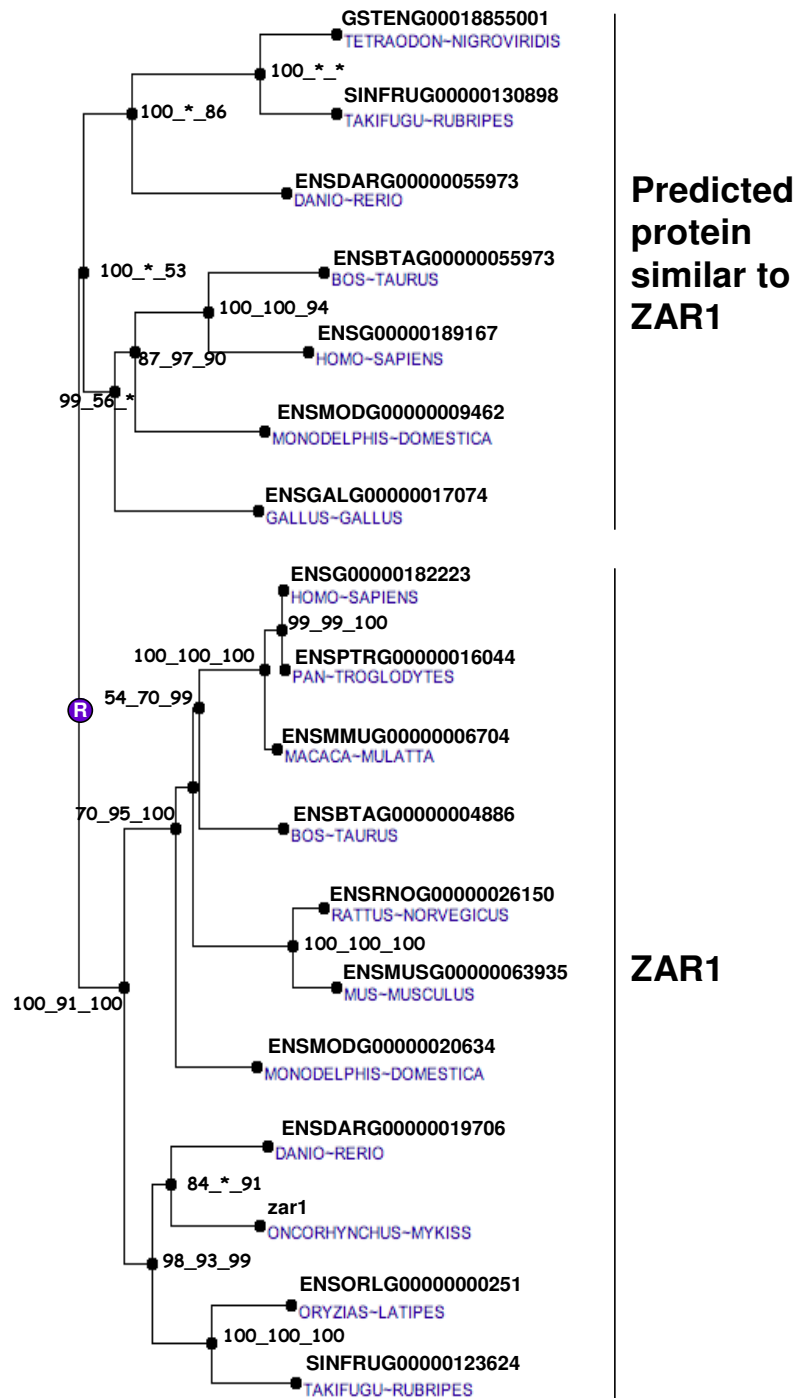 GSTENG00018855001
TETRAODON~NIGROVIRIDIS
100_*_*
SINFRUG00000130898
TAKIFUGU~RUBRIPES
100_*_86
ENSDARG00000055973
DANIO~RERIO
Predicted
protein
similar to
ZAR1
ENSBTAG00000055973
BOS~TAURUS
100_*_53
100_100_94
ENSG00000189167
HOMO~SAPIENS
87_97_90
99_56_*
ENSMODG00000009462
MONODELPHIS~DOMESTICA
ENSGALG00000017074
GALLUS~GALLUS
ENSG00000182223
HOMO~SAPIENS
99_99_100
100_100_100
ENSPTRG00000016044
PAN~TROGLODYTES
54_70_99
R
ENSMMUG00000006704
MACACA~MULATTA
70_95_100
ENSBTAG00000004886
BOS~TAURUS
ENSRNOG00000026150
RATTUS~NORVEGICUS
100_100_100
ENSMUSG00000063935
MUS~MUSCULUS
ZAR1
100_91_100
ENSMODG00000020634
MONODELPHIS~DOMESTICA
ENSDARG00000019706
DANIO~RERIO
84_*_91
zar1
ONCORHYNCHUS~MYKISS
98_93_99
ENSORLG00000000251
ORYZIAS~LATIPES
100_100_100
SINFRUG00000123624
TAKIFUGU~RUBRIPES